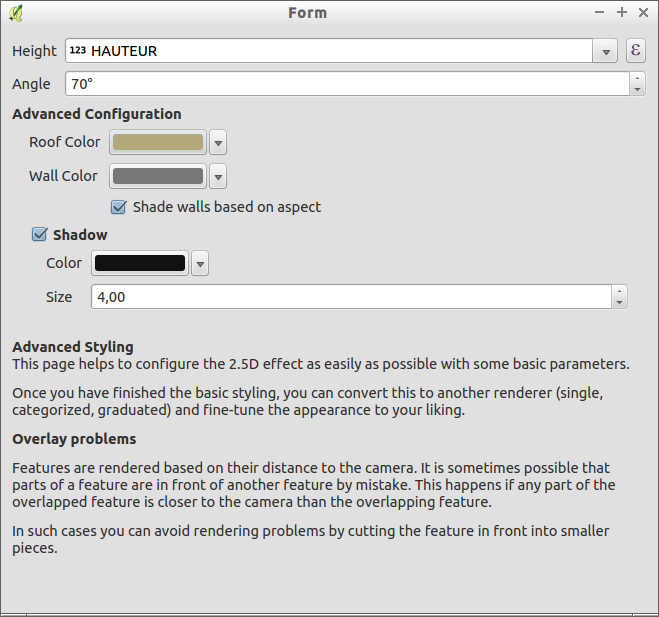 Form
Height 123 HAUTEUR ε
Angle 70°
Advanced Configuration
Roof Color
Wall Color
Shade walls based on aspect
Shadow
Color
Size 4,00
Advanced Styling
This page helps to configure the 2.5D effect as easily as possible with some basic parameters.
Once you have finished the basic styling, you can convert this to another renderer (single,
categorized, graduated) and fine-tune the appearance to your liking.
Overlay problems
Features are rendered based on their distance to the camera. It is sometimes possible that
parts of a feature are in front of another feature by mistake. This happens if any part of the
overlapped feature is closer to the camera than the overlapping feature.
In such cases you can avoid rendering problems by cutting the feature in front into smaller
pieces.